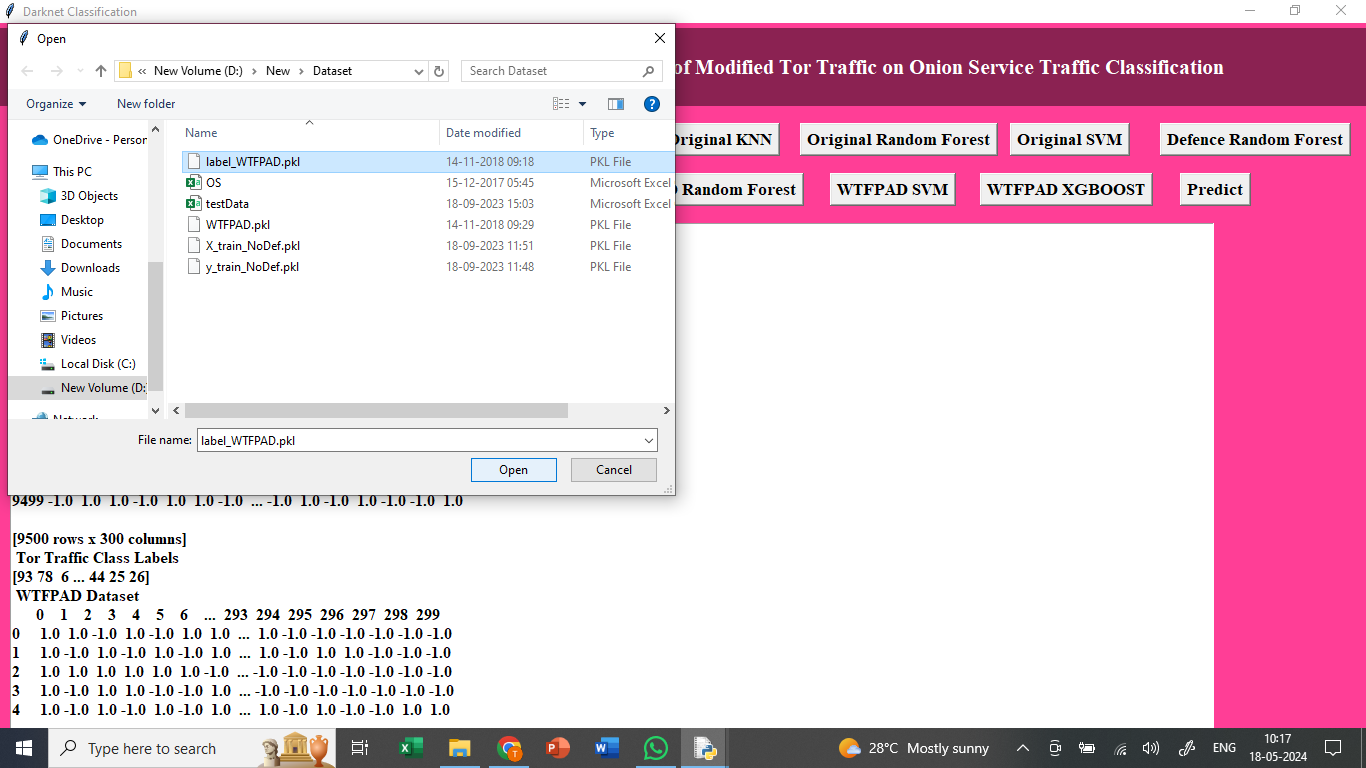 Darknet Classification
Open
« New Volume (D:) > New > Dataset
Search Dataset
of Modified Tor Traffic on Onion Service Traffic Classification
Organize
New folder
Original KNN
Original Random Forest
Original SVM
Defence Random Forest
Random Forest
WTFPAD SVM
WTFPAD XGBOOST
Predict
OneDrive - Person
This PC
3D Objects
Desktop
Documents
Downloads
Music
Pictures
Videos
Local Disk (C:)
New Volume (D:
Network
Name Date modified Type
label_WTFPAD.pkl 14-11-2018 09:18 PKL File
OS 15-12-2017 05:45 Microsoft Excel
testData 18-09-2023 15:03 Microsoft Excel
WTFPAD.pkl 14-11-2018 09:29 PKL File
X_train_NoDef.pkl 18-09-2023 11:51 PKL File
y_train_NoDef.pkl 18-09-2023 11:48 PKL File
File name: label_WTFPAD.pkl
Open
Cancel
9499 -1.0 1.0 1.0 -1.0 1.0 1.0 -1.0 ... -1.0 1.0 -1.0 1.0 -1.0 -1.0 1.0
[9500 rows x 300 columns]
Tor Traffic Class Labels
[93 78 6 ... 44 25 26]
WTFPAD Dataset
0 1 2 3 4 5 6 ... 293 294 295 296 297 298 299
0 1.0 1.0 -1.0 1.0 -1.0 1.0 1.0 ... 1.0 -1.0 -1.0 -1.0 -1.0 -1.0 -1.0
1 1.0 -1.0 1.0 1.0 -1.0 -1.0 1.0 ... 1.0 -1.0 1.0 1.0 -1.0 -1.0 -1.0
2 1.0 1.0 1.0 1.0 1.0 1.0 -1.0 ... -1.0 -1.0 -1.0 -1.0 -1.0 -1.0 -1.0
3 1.0 -1.0 1.0 1.0 -1.0 -1.0 1.0 ... -1.0 -1.0 1.0 -1.0 -1.0 -1.0 -1.0
4 1.0 -1.0 1.0 -1.0 1.0 -1.0 1.0 ... 1.0 -1.0 1.0 -1.0 -1.0 1.0 1.0
Type here to search
28°C Mostly sunny
ENG
10:17
18-05-2024